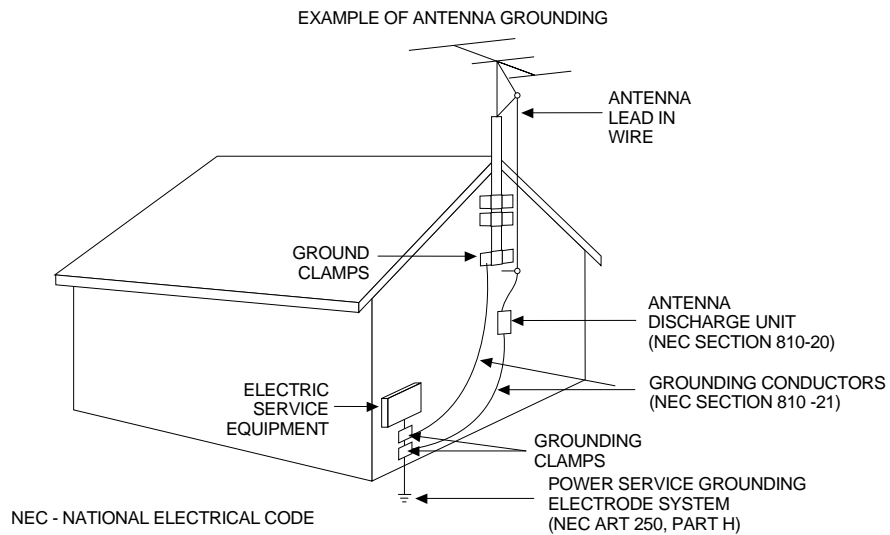 EXAMPLE OF ANTENNA GROUNDING
ANTENNA
LEAD IN
WIRE
GROUND
CLAMPS
ANTENNA
DISCHARGE UNIT
(NEC SECTION 810-20)
ELECTRIC
SERVICE
EQUIPMENT
GROUNDING CONDUCTORS
(NEC SECTION 810 -21)
GROUNDING
CLAMPS
POWER SERVICE GROUNDING
ELECTRODE SYSTEM
(NEC ART 250, PART H)
NEC - NATIONAL ELECTRICAL CODE